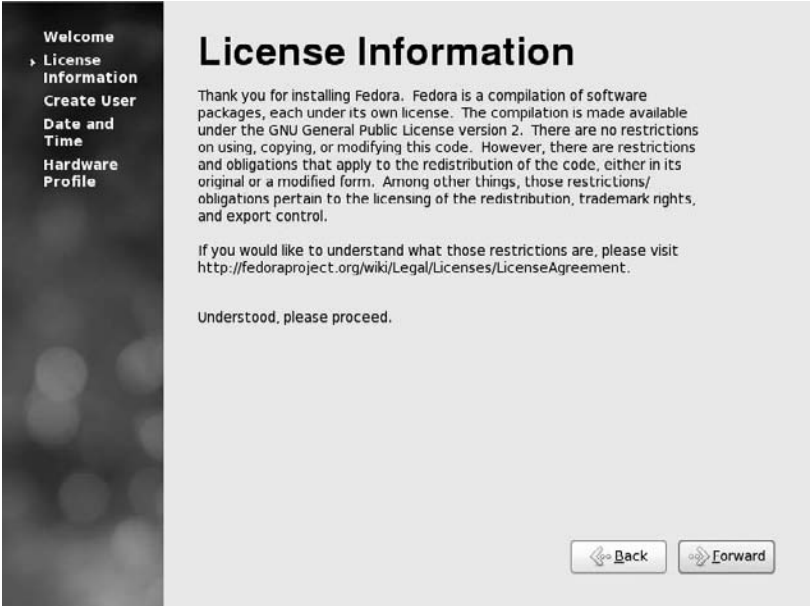 Welcome
License
Information
Create User
Date and
Time
Hardware
Profile
License Information
Thank you for installing Fedora. Fedora is a compilation of software
packages, each under its own license. The compilation is made available
under the GNU General Public License version 2. There are no restrictions
on using, copying, or modifying this code. However, there are restrictions
and obligations that apply to the redistribution of the code, either in its
original or a modified form. Among other things, those restrictions/
obligations pertain to the licensing of the redistribution, trademark rights,
and export control.
If you would like to understand what those restrictions are, please visit
http://fedoraproject.org/wiki/Legal/Licenses/LicenseAgreement.
Understood, please proceed.
Back
Forward